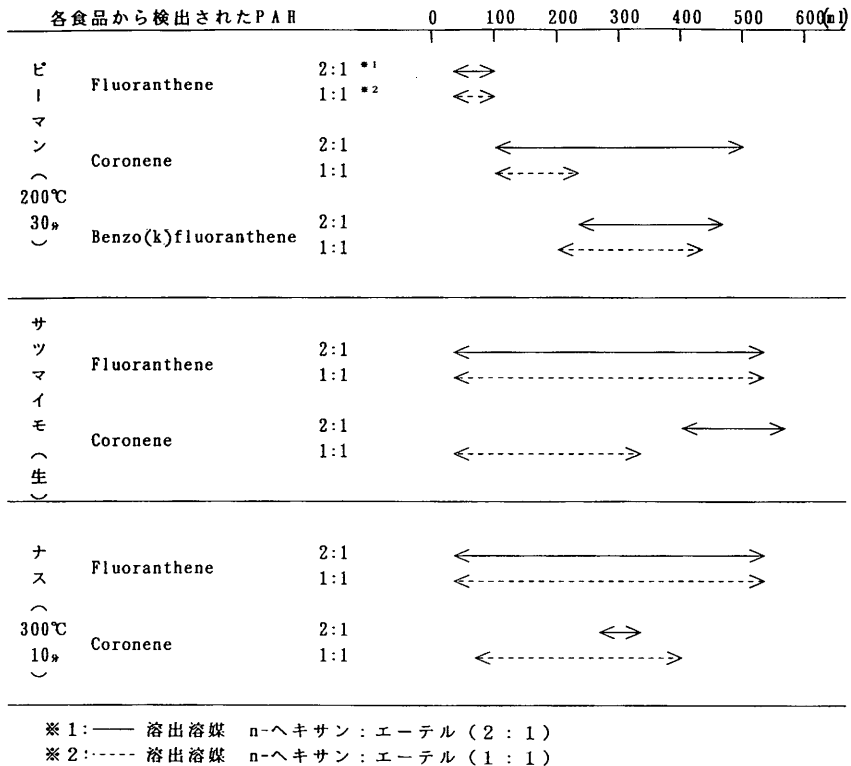 各食品から検出されたPAH 0 100 200 300 400 500 600(ml)
ピーマン（200℃30分）
Fluoranthene 2:1 ※1
1:1 ※2
Coronene 2:1
1:1
Benzo(k)fluoranthene 2:1
1:1
サツマイモ（生）
Fluoranthene 2:1
1:1
Coronene 2:1
1:1
ナス（300℃10分）
Fluoranthene 2:1
1:1
Coronene 2:1
1:1
※1:── 溶出溶媒 n-ヘキサン：エーテル（2：1）
※2:----- 溶出溶媒 n-ヘキサン：エーテル（1：1）